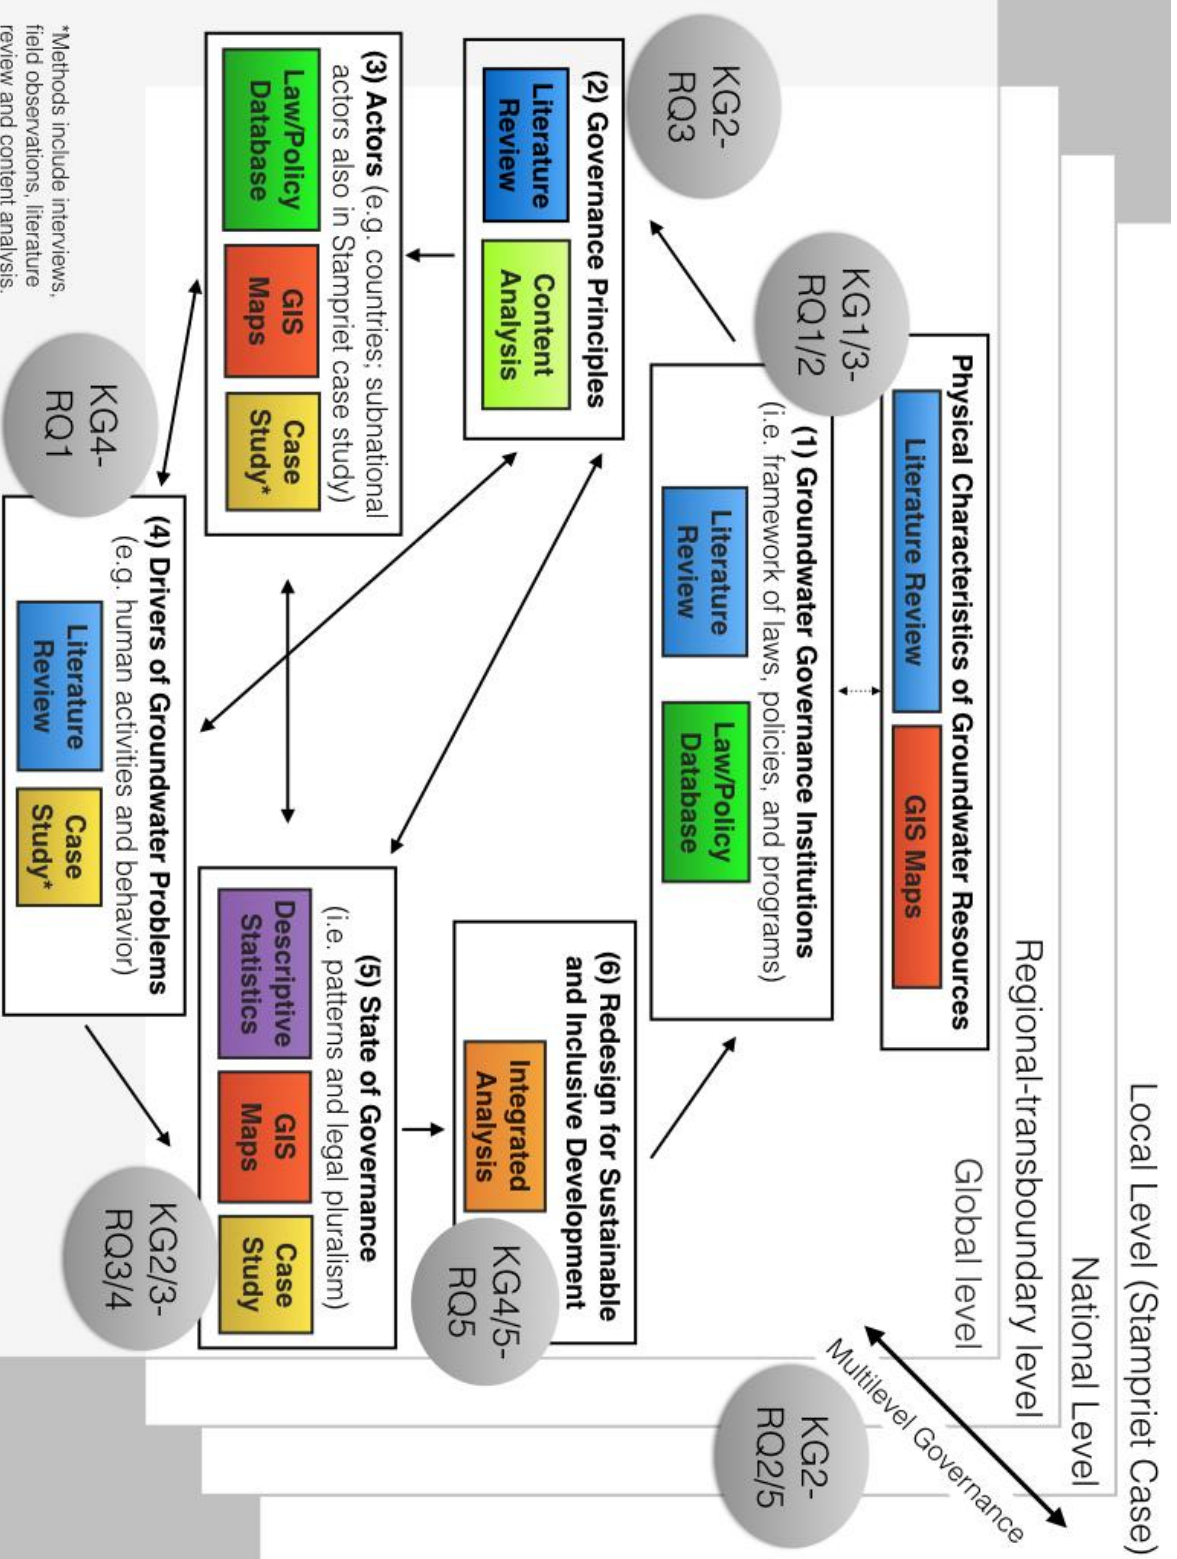 Local Level (Stampriet Case)
National Level
Regional-transboundary level
Global level
Multilevel Governance
KG2-
RQ2/5
Physical Characteristics of Groundwater Resources
Literature Review
GIS Maps
KG1/3-
RQ1/2
(1) Groundwater Governance Institutions
(i.e. framework of laws, policies, and programs)
Literature
Review
Law/Policy
Database
KG2-
RQ3
(2) Governance Principles
Literature
Review
Content
Analysis
(6) Redesign for Sustainable
and Inclusive Development
Integrated
Analysis
KG4/5-
RQ5
(3) Actors (e.g. countries; subnational
actors also in Stampriet case study)
Law/Policy
Database
GIS
Maps
Case
Study*
(5) State of Governance
(i.e. patterns and legal pluralism)
Descriptive
Statistics
GIS
Maps
Case
Study
KG2/3-
RQ3/4
KG4-
RQ1
(4) Drivers of Groundwater Problems
(e.g. human activities and behavior)
Literature
Review
Case
Study*
*Methods include interviews,
field observations, literature
review and content analysis.